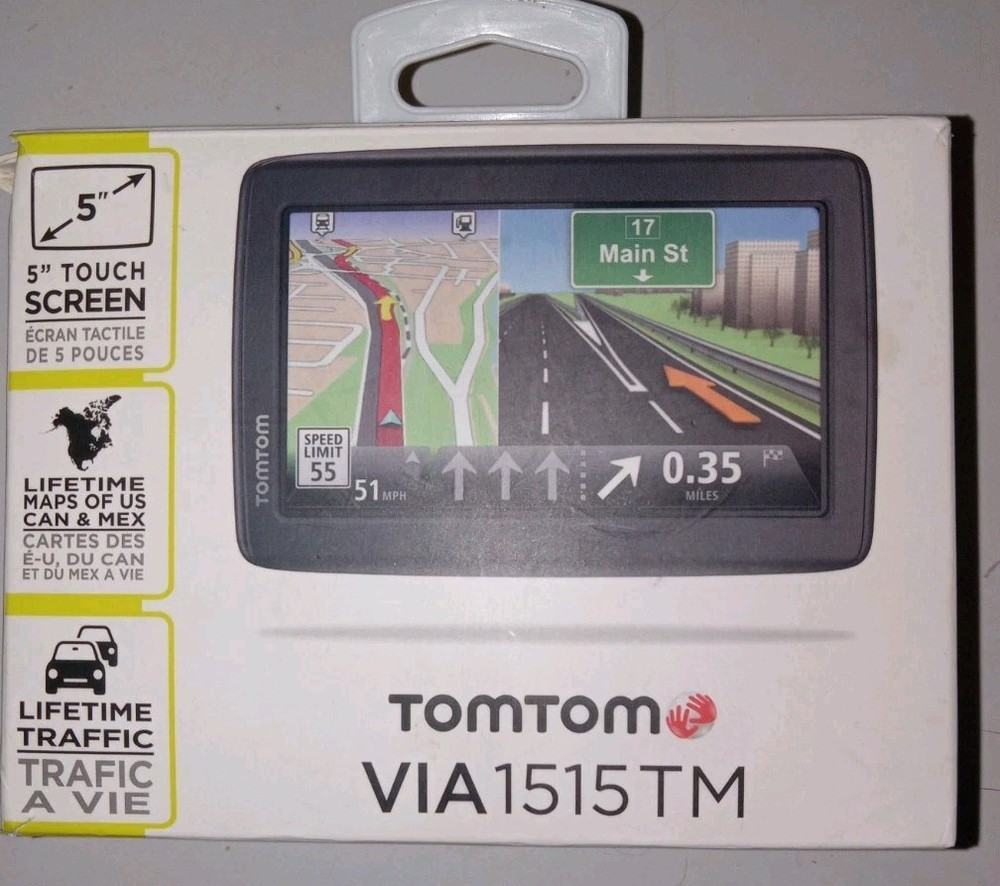 5"
5" TOUCH
SCREEN
ÉCRAN TACTILE
DE 5 POUCES
LIFETIME
MAPS OF US
CAN & MEX
CARTES DES
É-U, DU CAN
ET DU MEX A VIE
LIFETIME
TRAFFIC
TRAFIC
A VIE
TOMTOM
17
Main St
SPEED
LIMIT
55
51 MPH
0.35
MILES
TOMTOM
VIA 1515TM